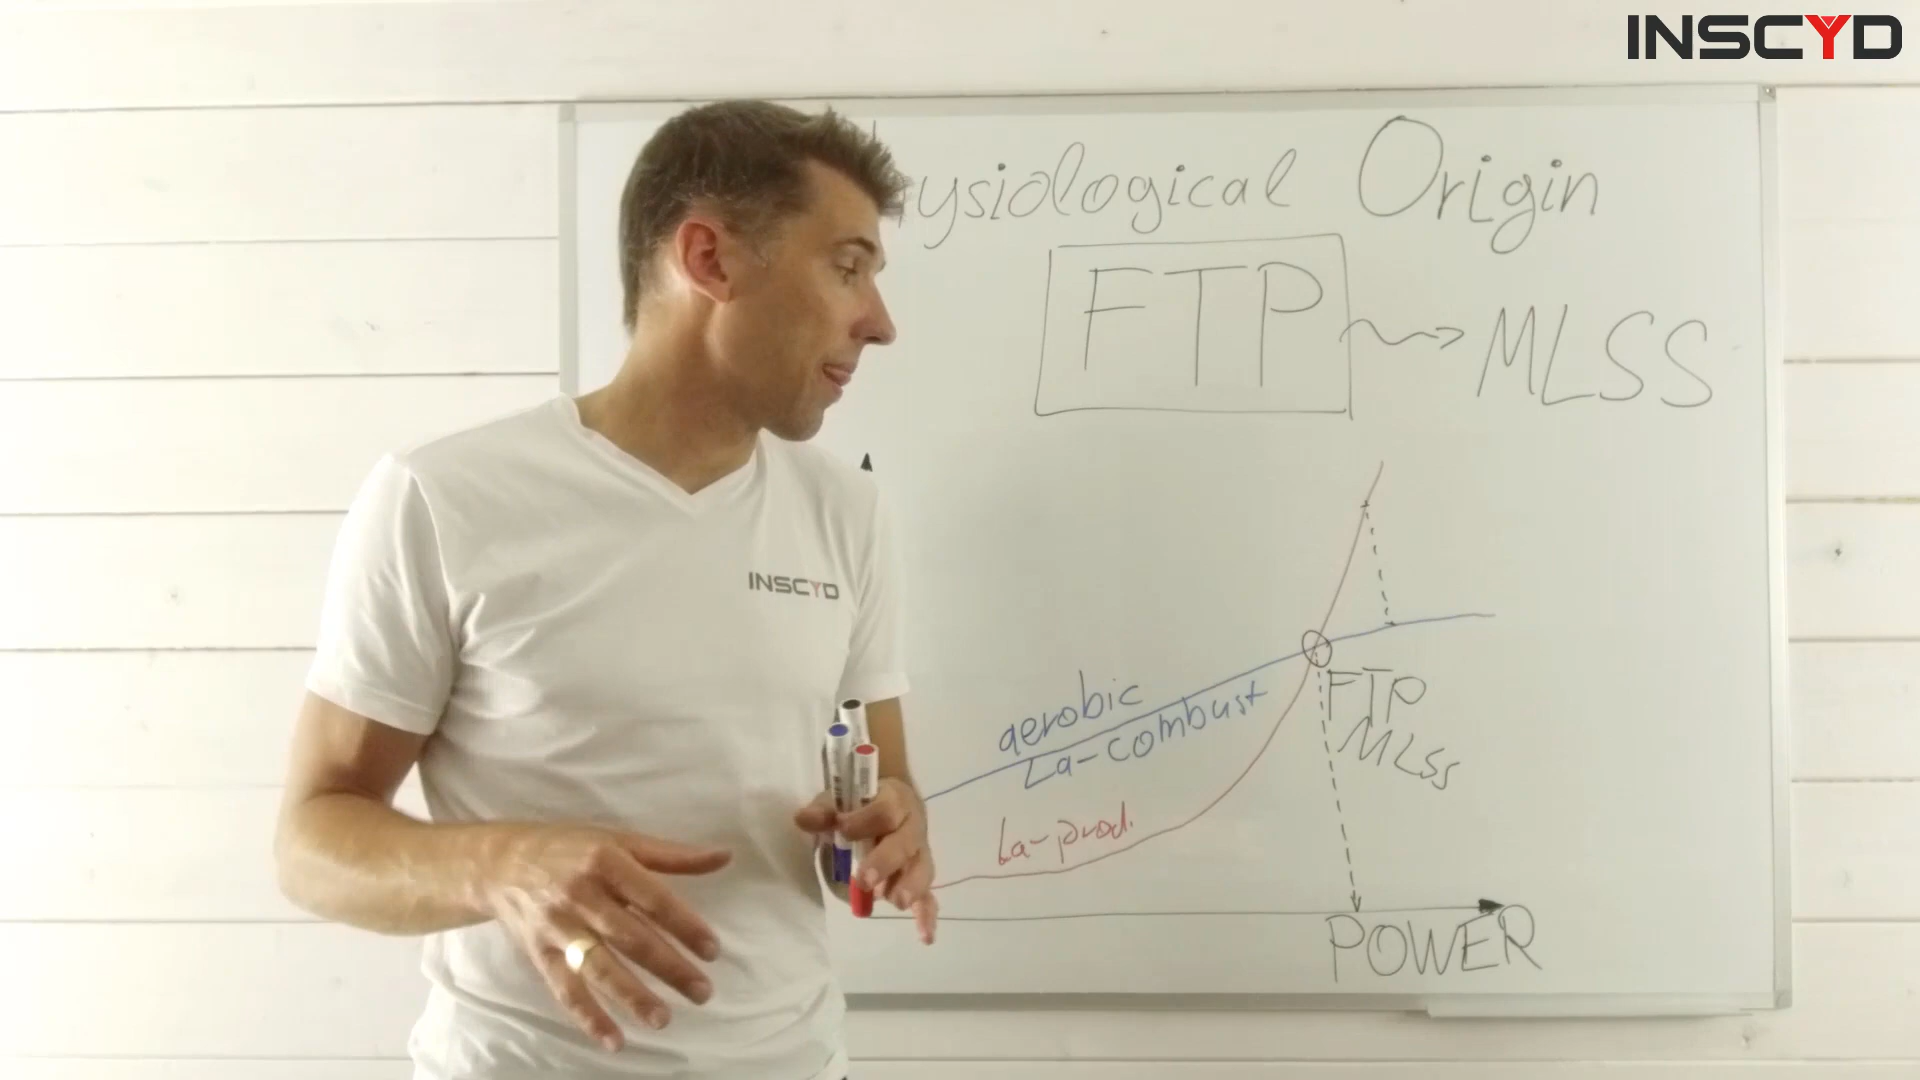 INSCYD
ysiological Origin
FTP
MLSS
INSCYD
aerobic
La-combust
FTP
MLSS
La-prod.
POWER